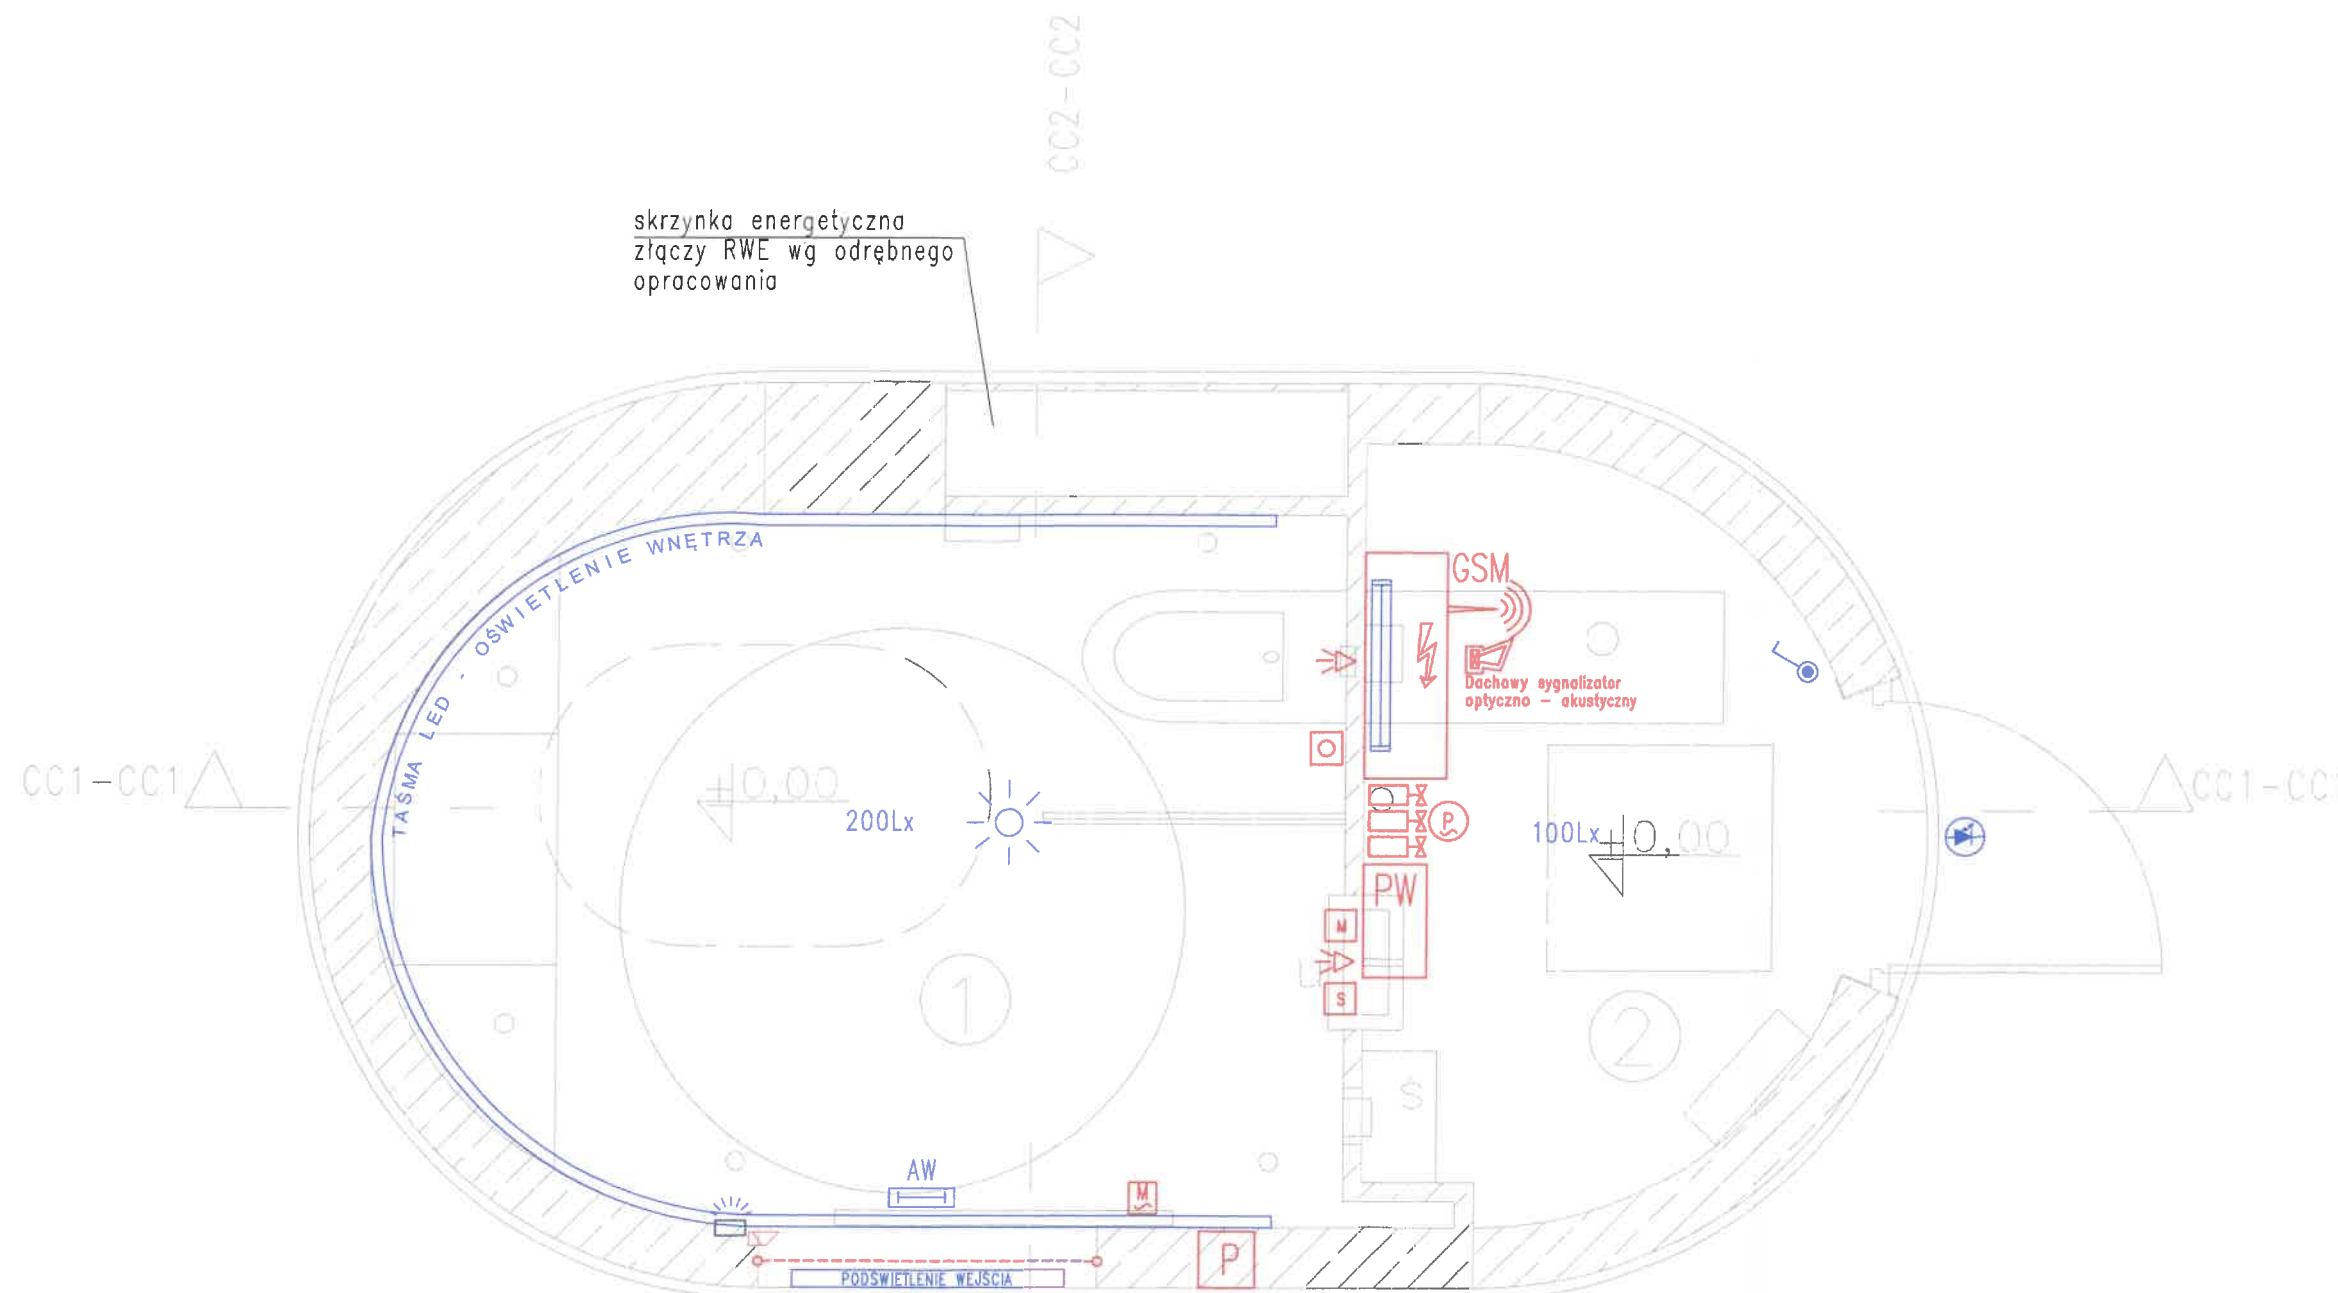 CC2-CC2
skrzynka energetyczna
złączy RWE wg odrębnego
opracowania
TAŚMA LED - OŚWIETLENIE WNĘTRZA
GSM
Dachowy sygnalizator
optyczno - akustyczny
CC1-CC1
±0,00
200Lx
P
100Lx
±0,00
CC1-CC1
PW
M
S
1
2
S
AW
M
P
PODŚWIETLENIE WEJŚCIA